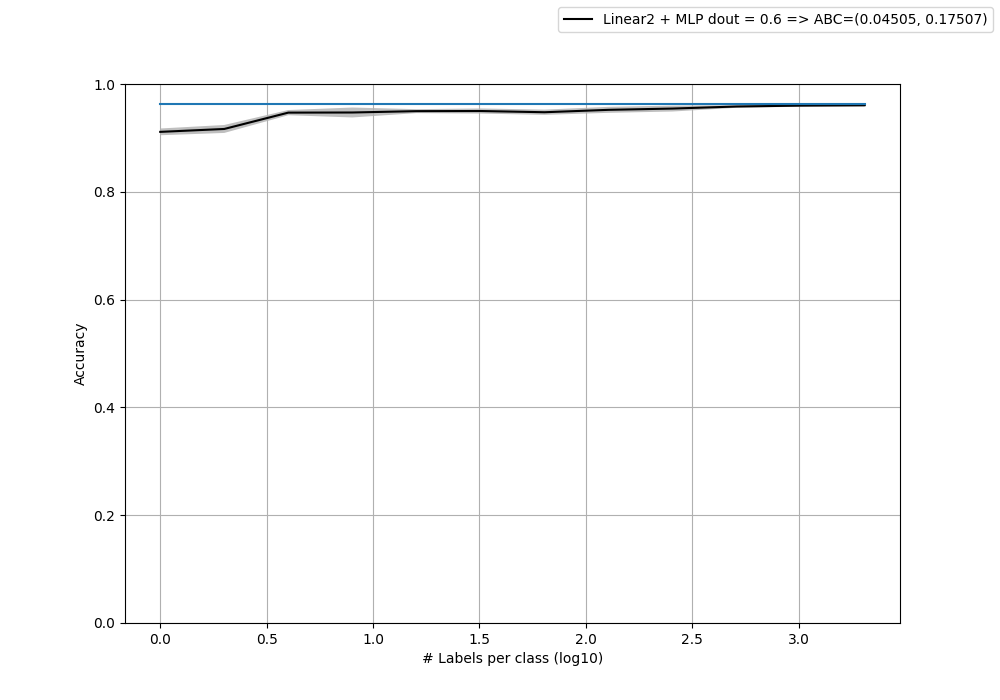 Linear2 + MLP dout = 0.6 => ABC=(0.04505, 0.17507)
1.0
0.8
0.6
0.4
0.2
0.0
Accuracy
0.0 0.5 1.0 1.5 2.0 2.5 3.0
# Labels per class (log10)